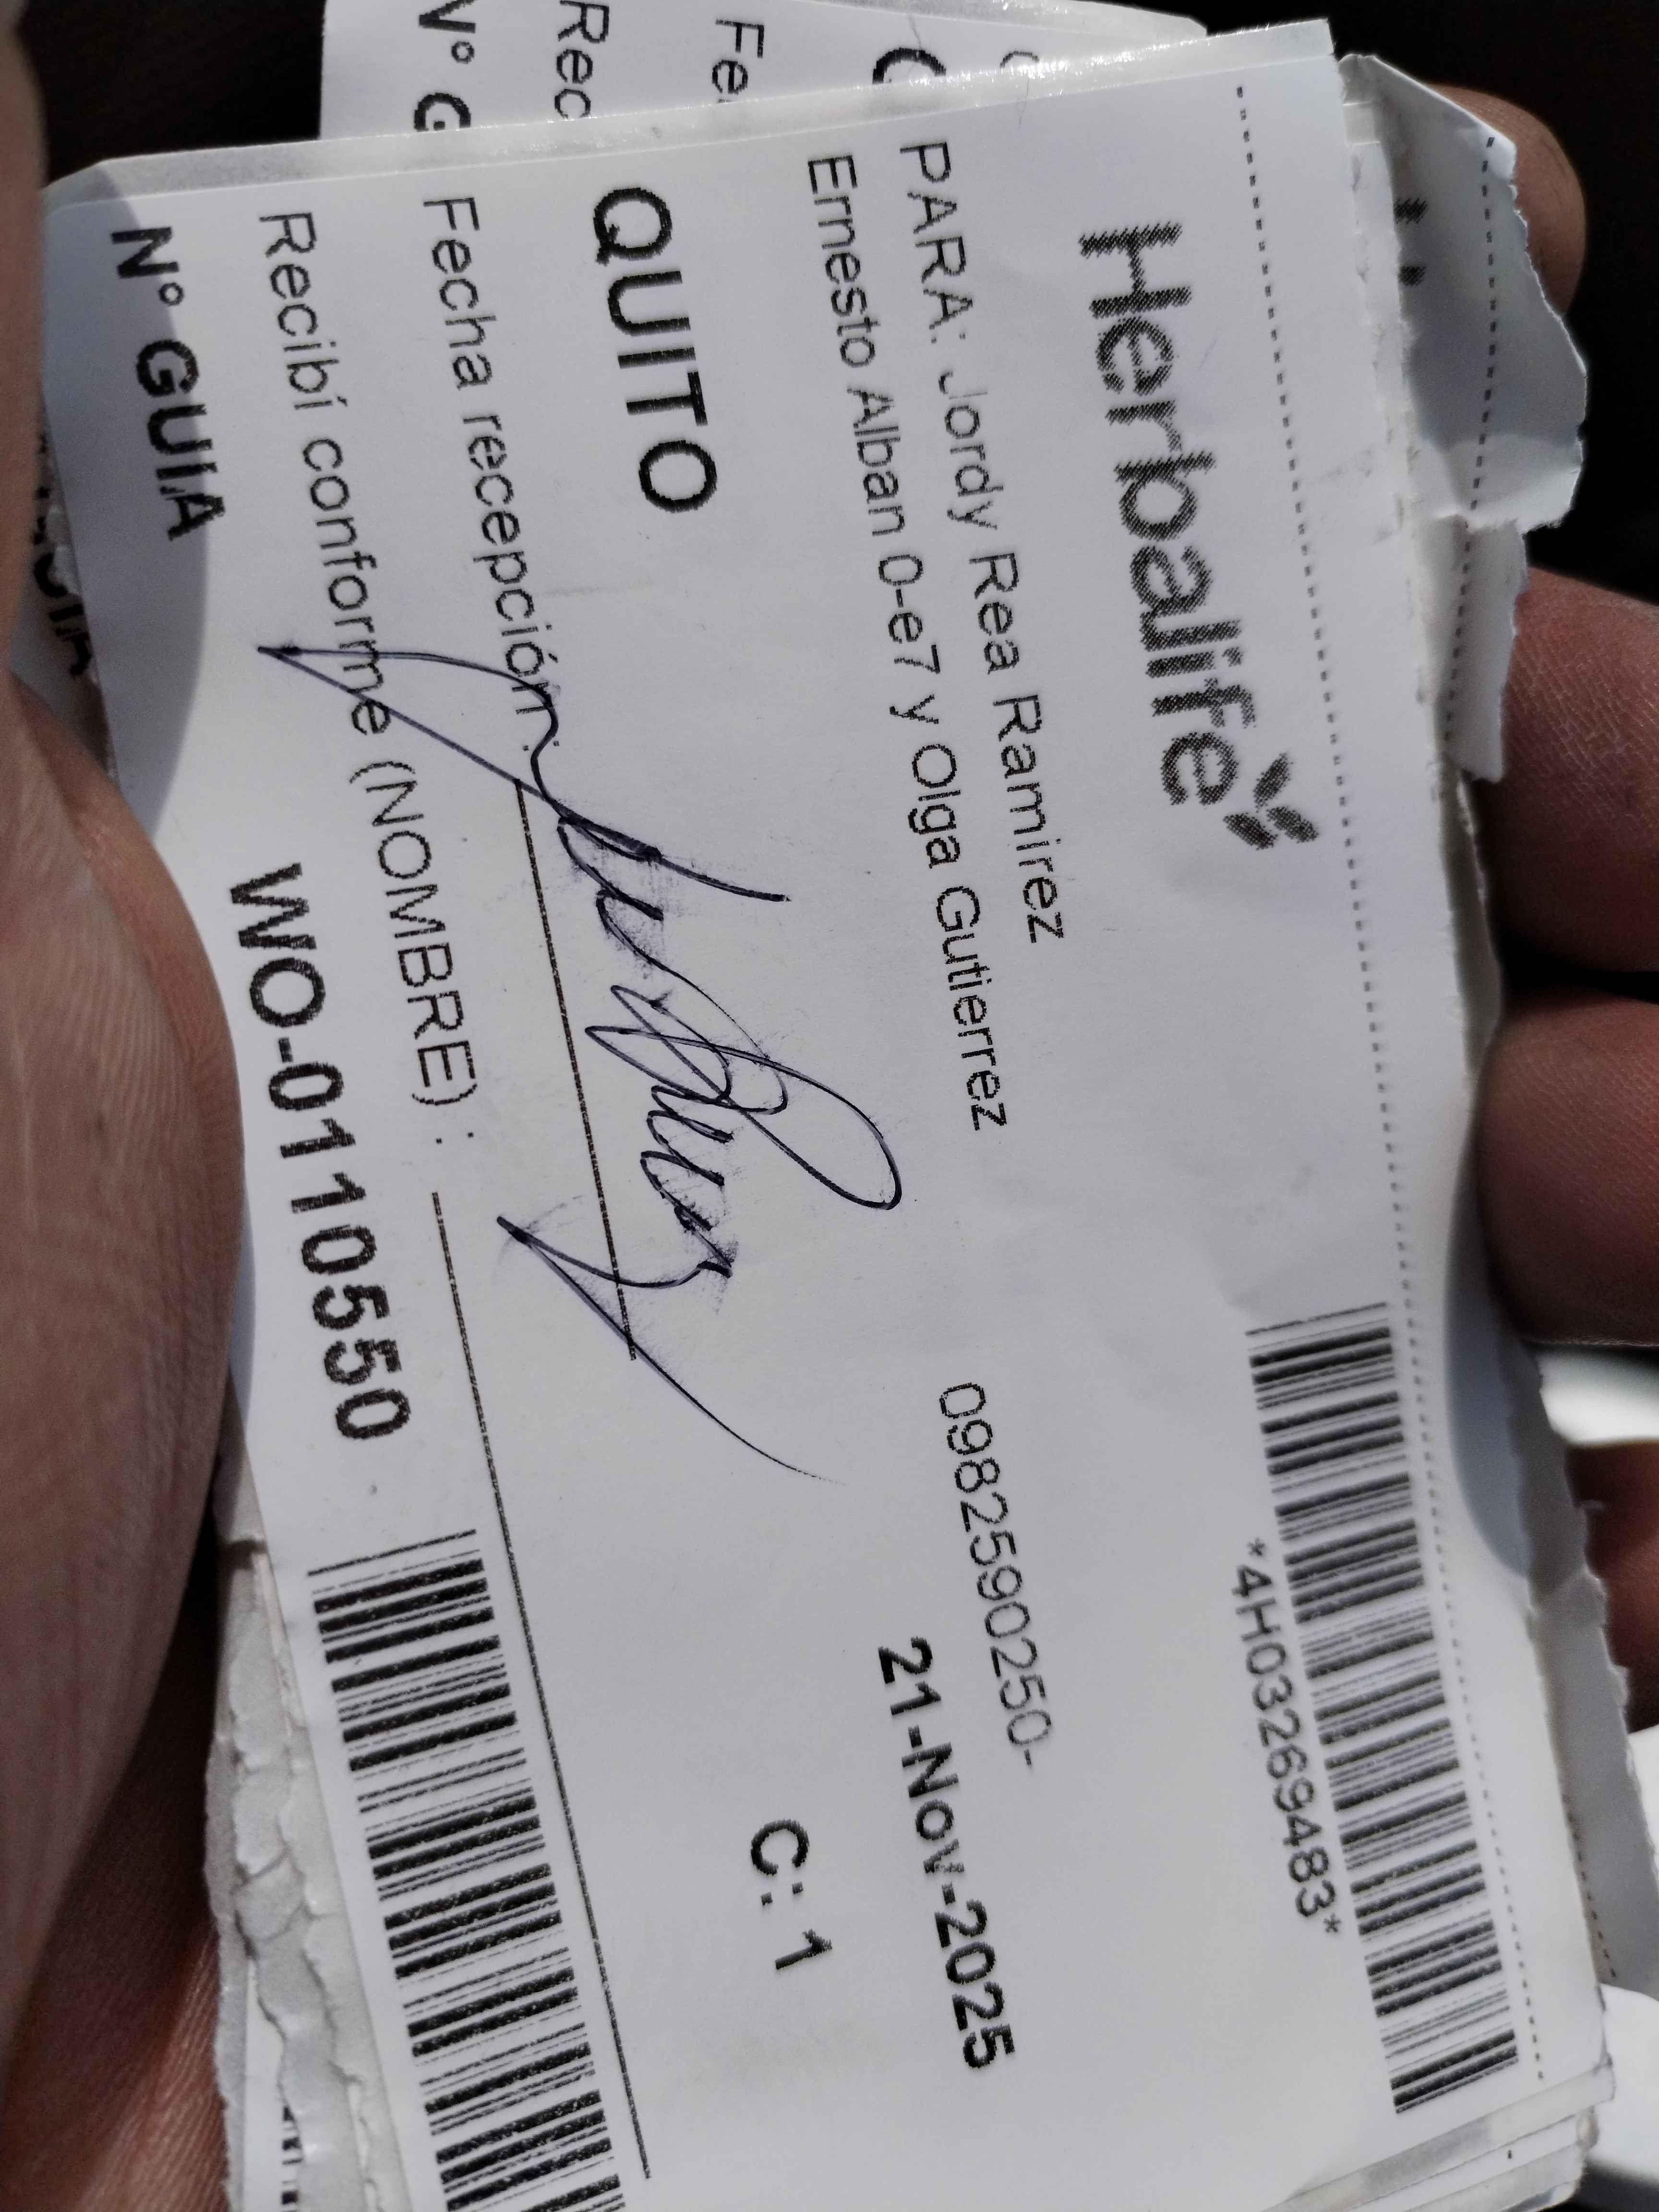 Herbalife
*4H03269483*
PARA: Jordy Rea Ramirez
0982590250-
Ernesto Alban 0-e7 y Olga Gutierrez
21-Nov-2025
QUITO
C: 1
Fecha recepción:
Recibí conforme (NOMBRE) :
Nº GUIA
WO-0110550